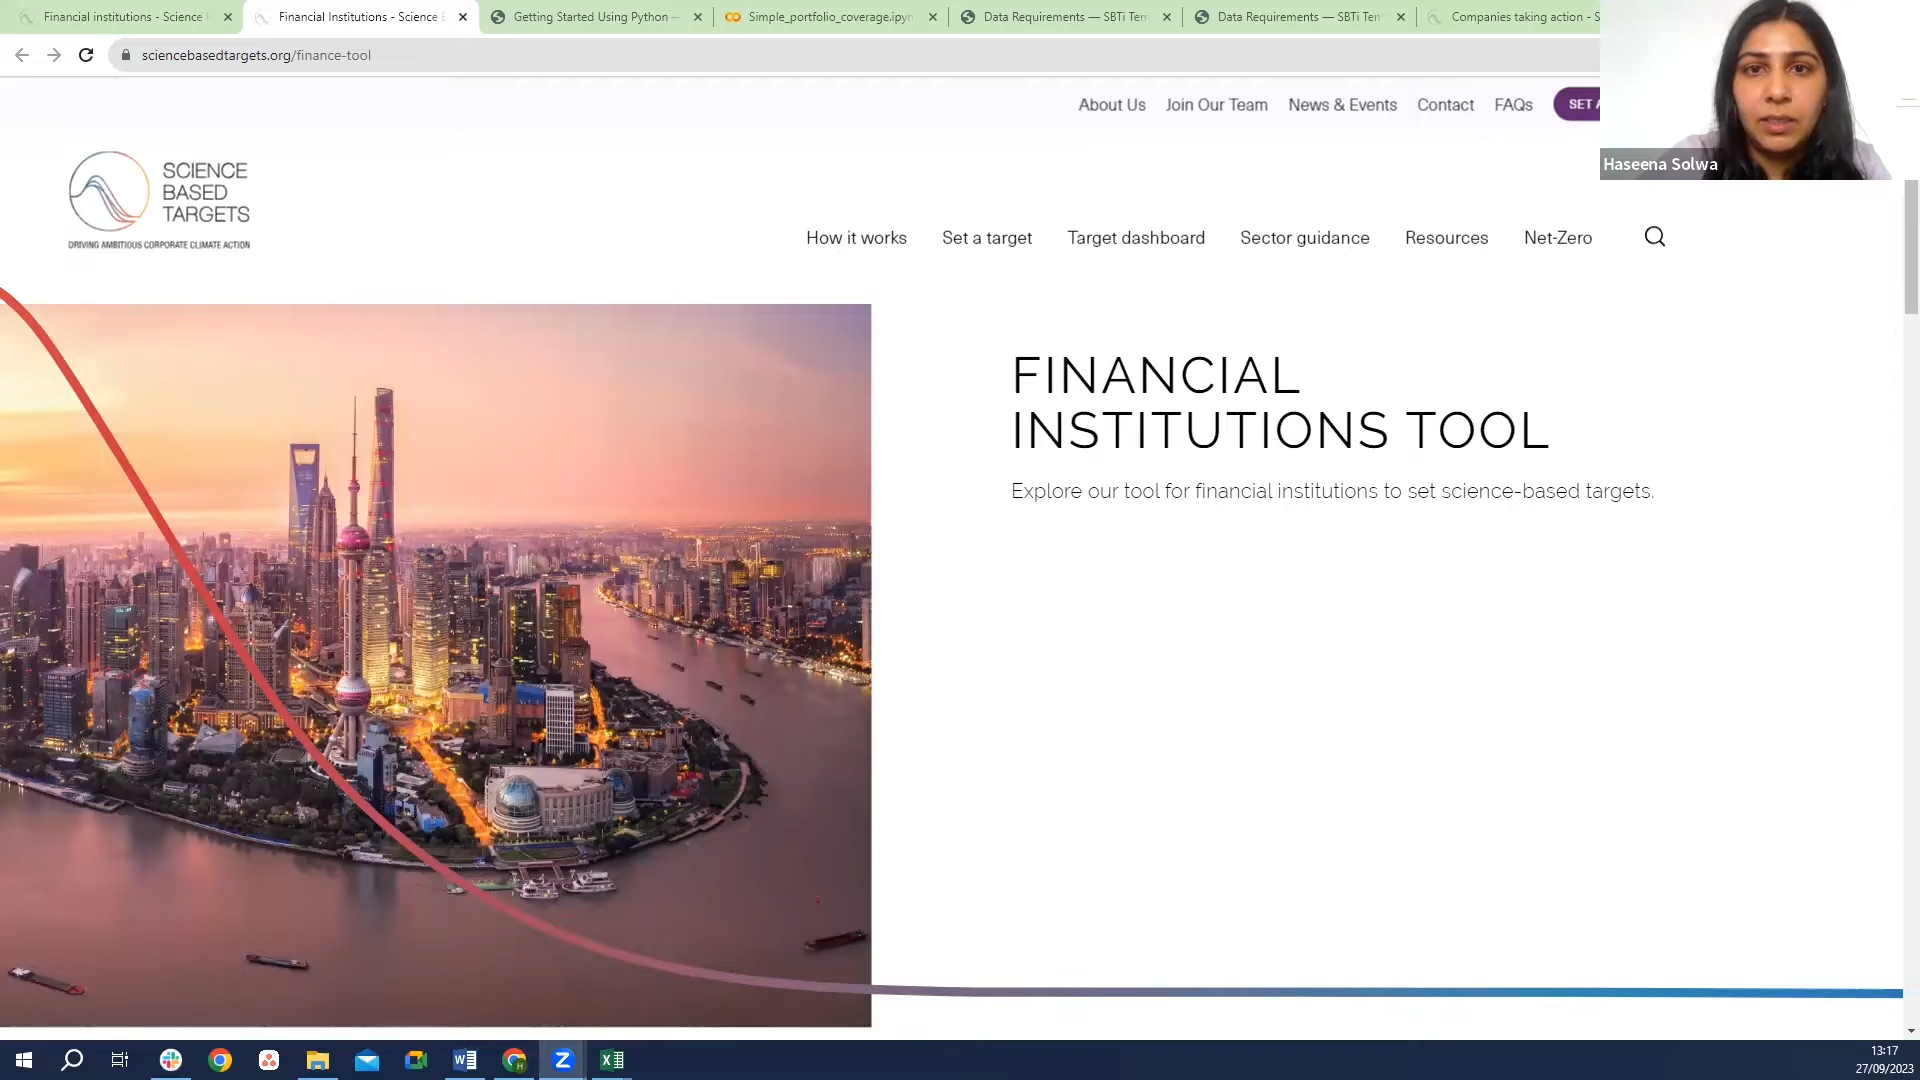 Financial institutions - Science
Financial Institutions - Science
Getting Started Using Python —
Simple_portfolio_coverage.ipyn
Data Requirements — SBTi Tem
Data Requirements — SBTi Tem
Companies taking action - S
sciencebasedtargets.org/finance-tool
About Us
Join Our Team
News & Events
Contact
FAQs
SET A
Haseena Solwa
SCIENCE
BASED
TARGETS
DRIVING AMBITIOUS CORPORATE CLIMATE ACTION
How it works
Set a target
Target dashboard
Sector guidance
Resources
Net-Zero
FINANCIAL
INSTITUTIONS TOOL
Explore our tool for financial institutions to set science-based targets.
13:17
27/09/2023